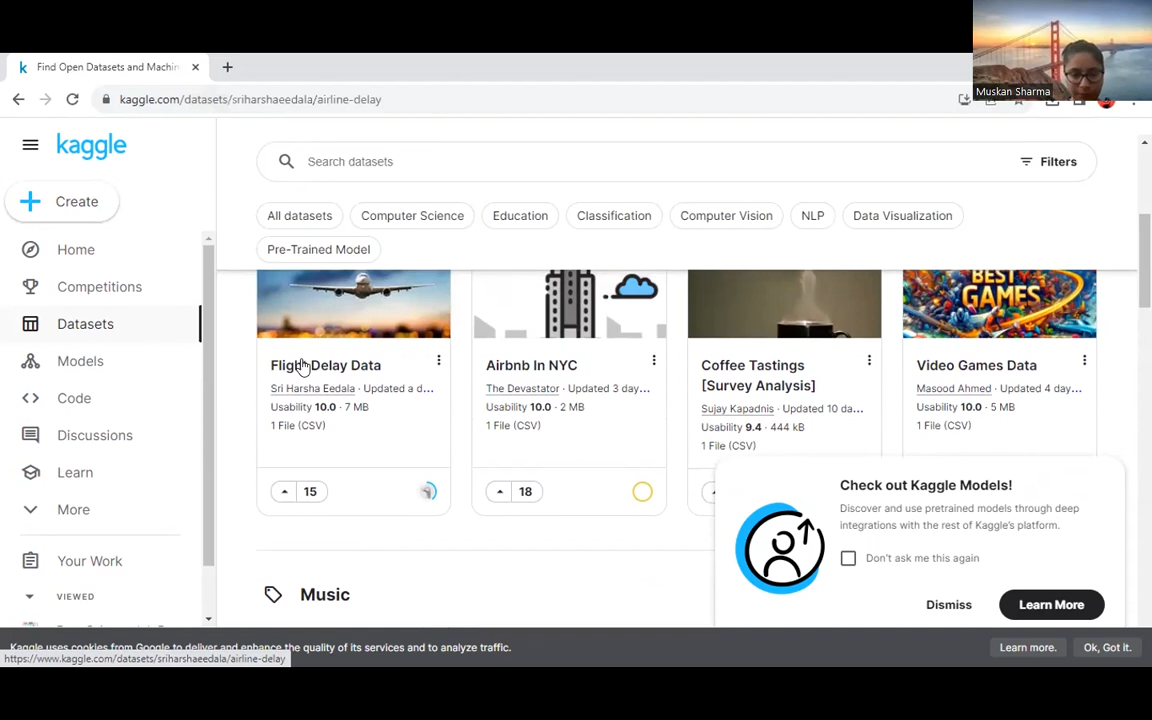 Find Open Datasets and Machin
Muskan Sharma
kaggle.com/datasets/sriharshaeedala/airline-delay
kaggle
Search datasets
Filters
Create
All datasets
Computer Science
Education
Classification
Computer Vision
NLP
Data Visualization
Pre-Trained Model
Home
Competitions
Datasets
Models
Code
Discussions
Learn
More
Your Work
VIEWED
BEST
GAMES
Flight Delay Data
Sri Harsha Eedala · Updated a d...
Usability 10.0 · 7 MB
1 File (CSV)
15
Airbnb In NYC
The Devastator · Updated 3 day...
Usability 10.0 · 2 MB
1 File (CSV)
18
Coffee Tastings
[Survey Analysis]
Sujay Kapadnis · Updated 10 da...
Usability 9.4 · 444 kB
1 File (CSV)
Video Games Data
Masood Ahmed · Updated 4 day...
Usability 10.0 · 5 MB
1 File (CSV)
Music
Check out Kaggle Models!
Discover and use pretrained models through deep
integrations with the rest of Kaggle's platform.
Don't ask me this again
Dismiss
Learn More
Kaggle uses cookies from Google to deliver and enhance the quality of its services and to analyze traffic.
Learn more.
Ok, Got it.
https://www.kaggle.com/datasets/sriharshaeedala/airline-delay